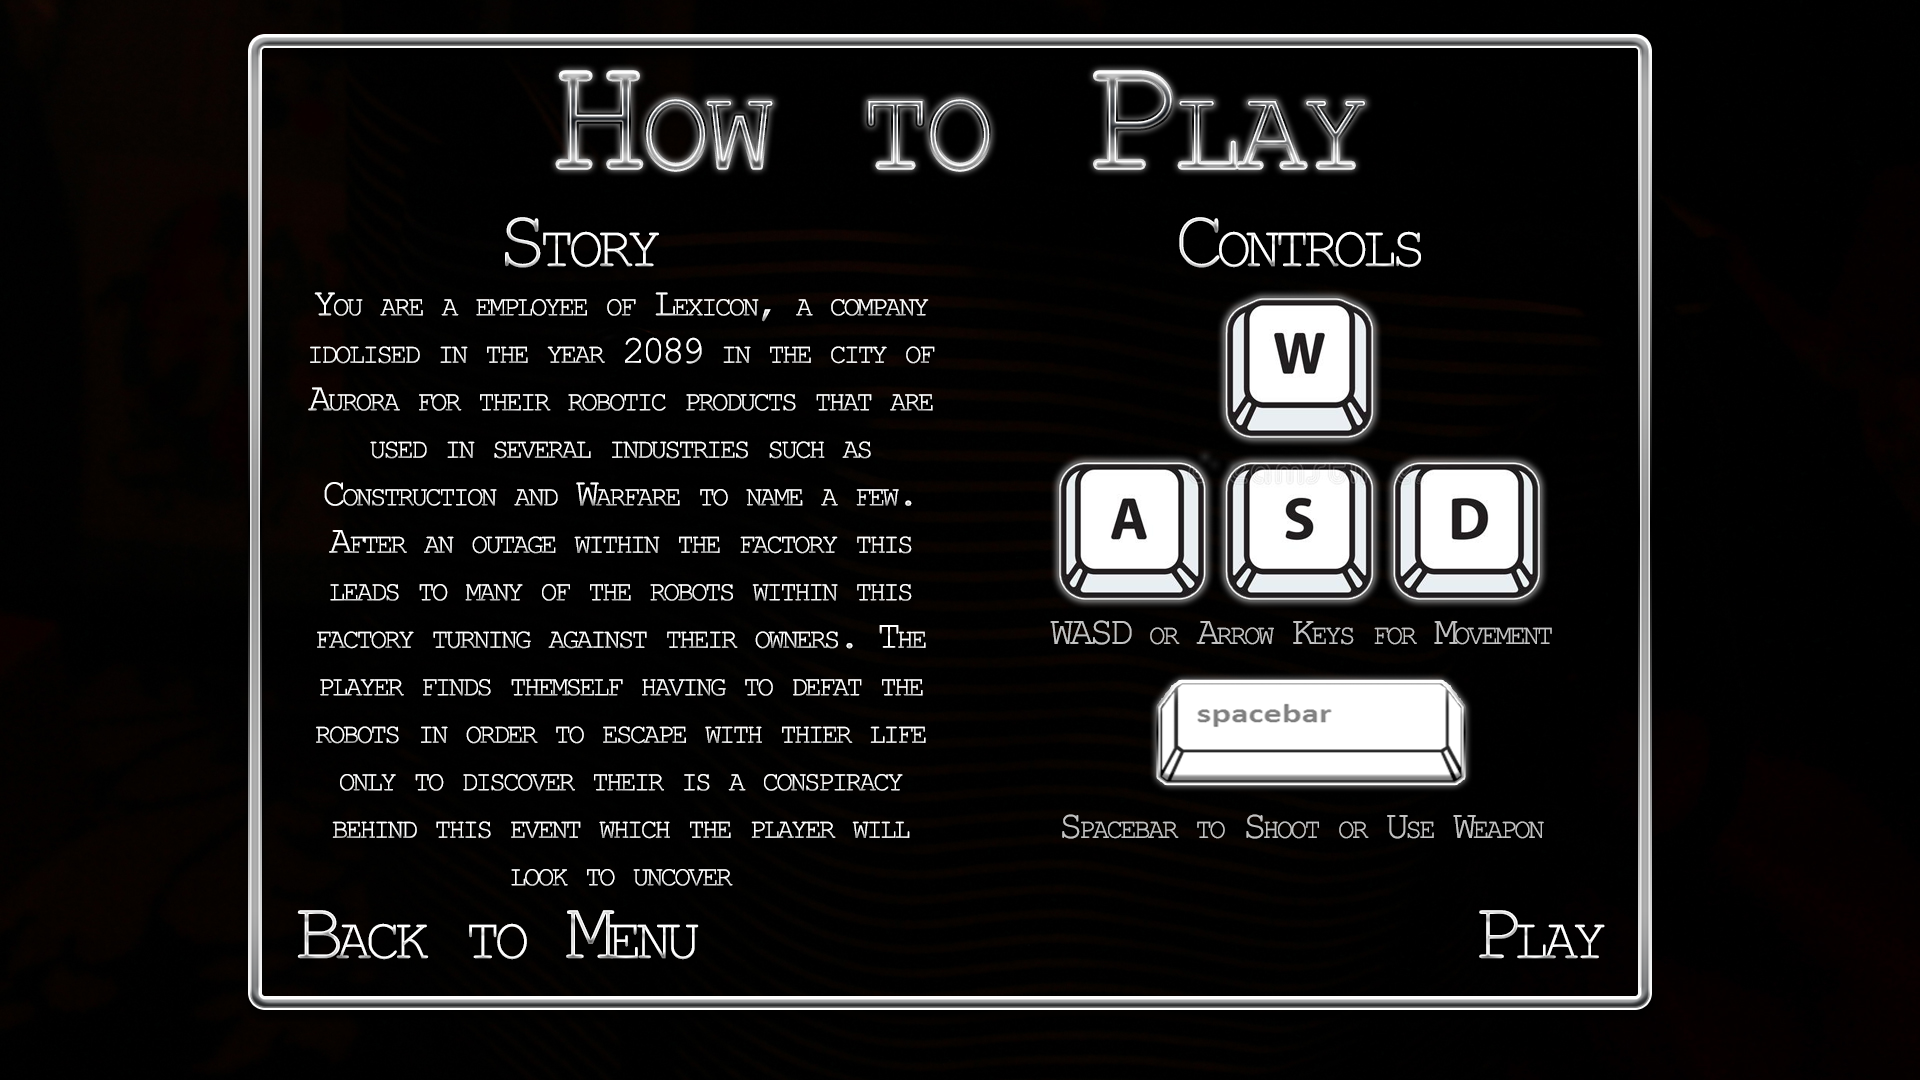 How to Play
Story
You are a employee of Lexicon, a company
idolised in the year 2089 in the city of
Aurora for their robotic products that are
used in several industries such as
Construction and Warfare to name a few.
After an outage within the factory this
leads to many of the robots within this
factory turning against their owners. The
player finds themself having to defat the
robots in order to escape with thier life
only to discover their is a conspiracy
behind this event which the player will
look to uncover
Controls
W
A S D
WASD or Arrow Keys for Movement
spacebar
Spacebar to Shoot or Use Weapon
Back to Menu
Play